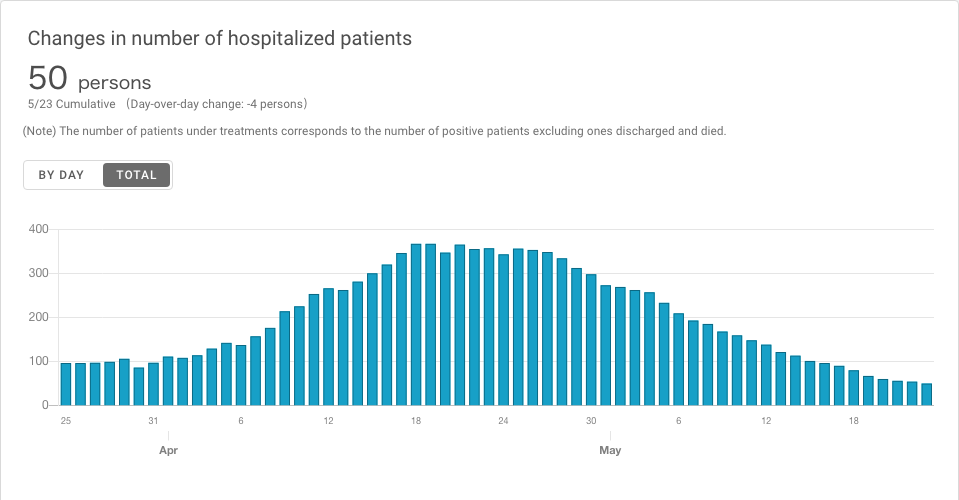 Changes in number of hospitalized patients
50 persons
5/23 Cumulative （Day-over-day change: -4 persons）
(Note) The number of patients under treatments corresponds to the number of positive patients excluding ones discharged and died.
BY DAY TOTAL
400
300
200
100
0
25 31 6 12 18 24 30 6 12 18
Apr May